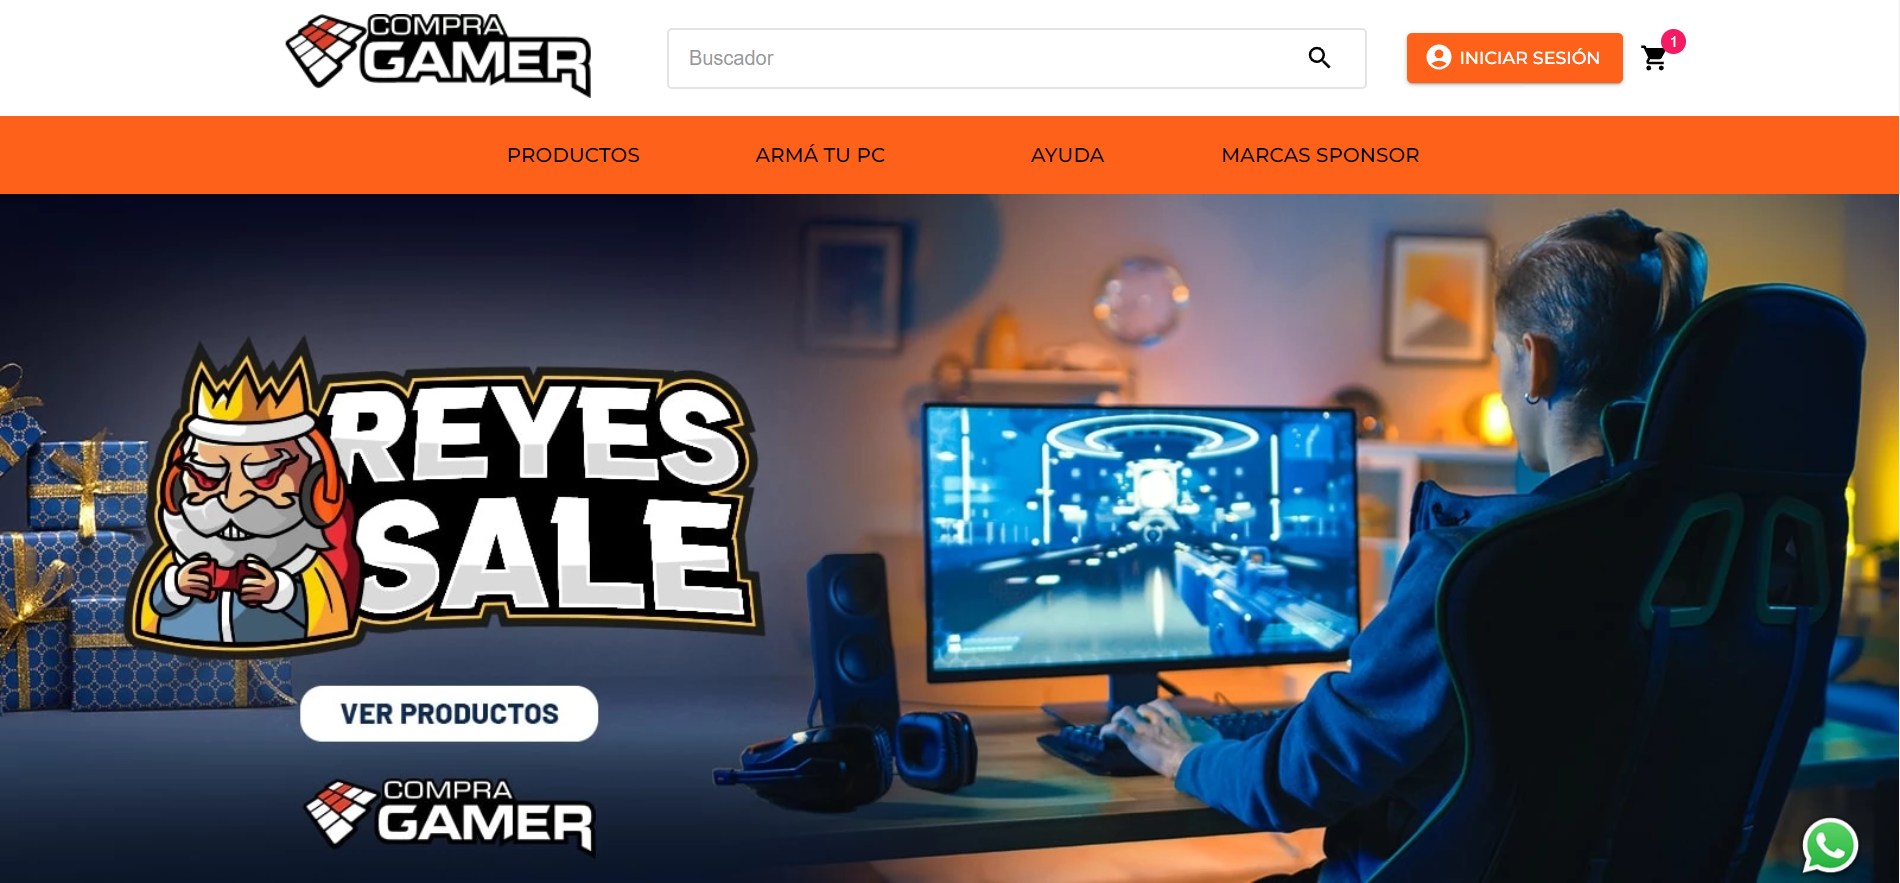 COMPRA
GAMER
Buscador
INICIAR SESIÓN
1
PRODUCTOS
ARMÁ TU PC
AYUDA
MARCAS SPONSOR
REYES
SALE
VER PRODUCTOS
COMPRA
GAMER